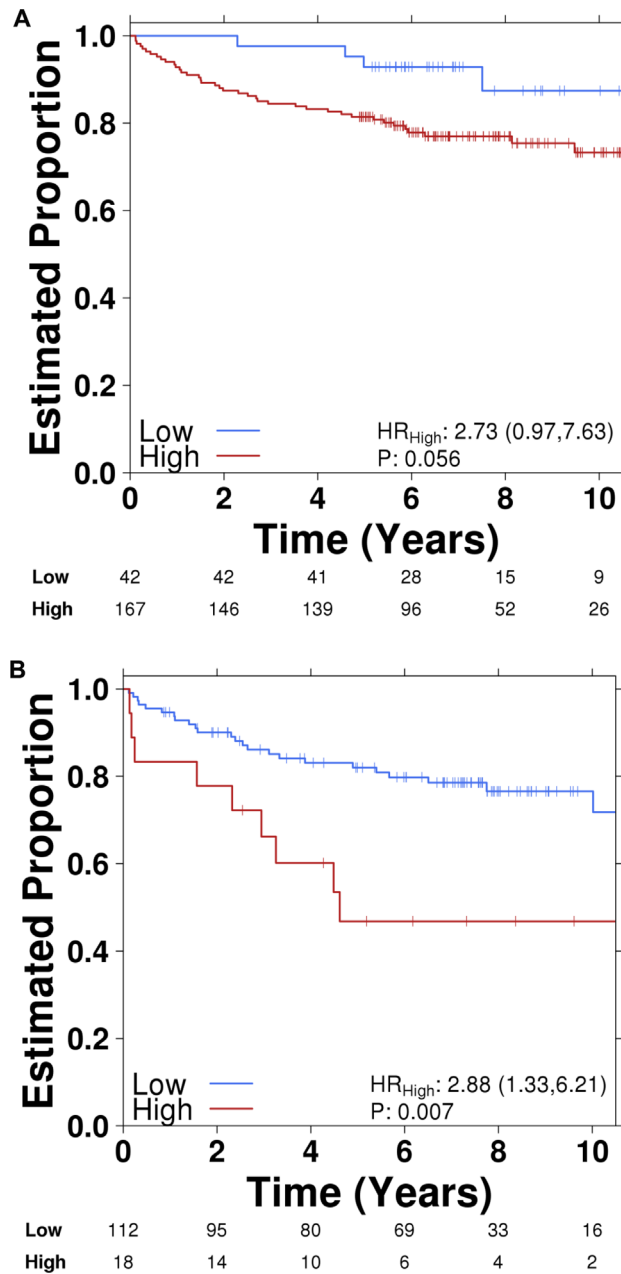 A
Estimated Proportion
1.0
0.8
0.6
0.4
0.2
0.0
Low
High
HRHigh: 2.73 (0.97,7.63)
P: 0.056
0 2 4 6 8 10
Time (Years)
Low 42 42 41 28 15 9
High 167 146 139 96 52 26
B
Estimated Proportion
1.0
0.8
0.6
0.4
0.2
0.0
Low
High
HRHigh: 2.88 (1.33,6.21)
P: 0.007
0 2 4 6 8 10
Time (Years)
Low 112 95 80 69 33 16
High 18 14 10 6 4 2